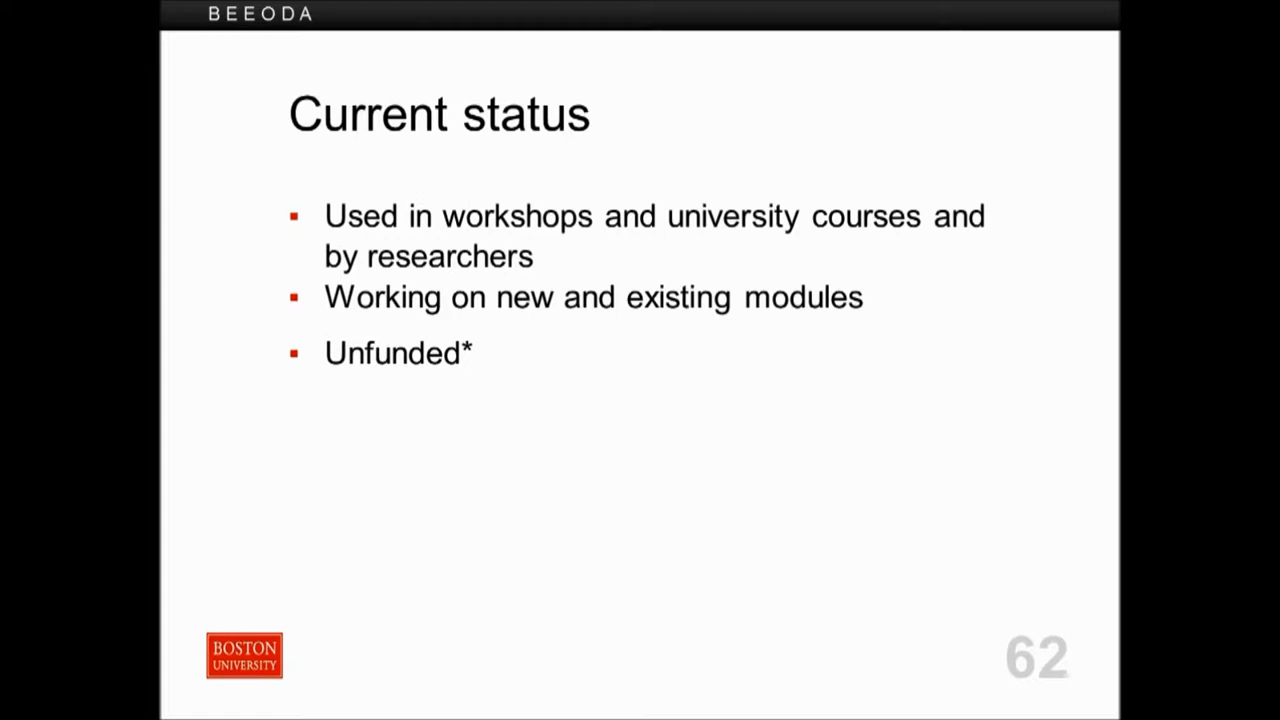 BEEODA
Current status
▪ Used in workshops and university courses and
by researchers
▪ Working on new and existing modules
▪ Unfunded*
BOSTON
UNIVERSITY
62